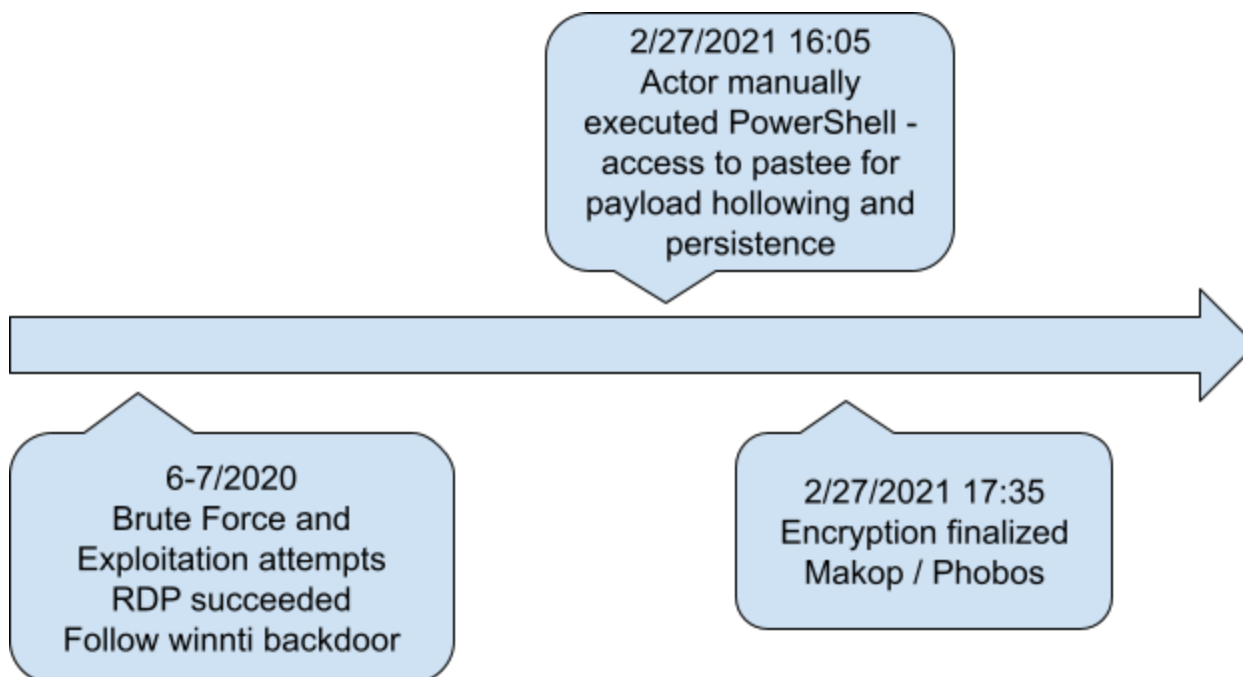 2/27/2021 16:05
Actor manually
executed PowerShell -
access to pastee for
payload hollowing and
persistence
6-7/2020
Brute Force and
Exploitation attempts
RDP succeeded
Follow winnti backdoor
2/27/2021 17:35
Encryption finalized
Makop / Phobos